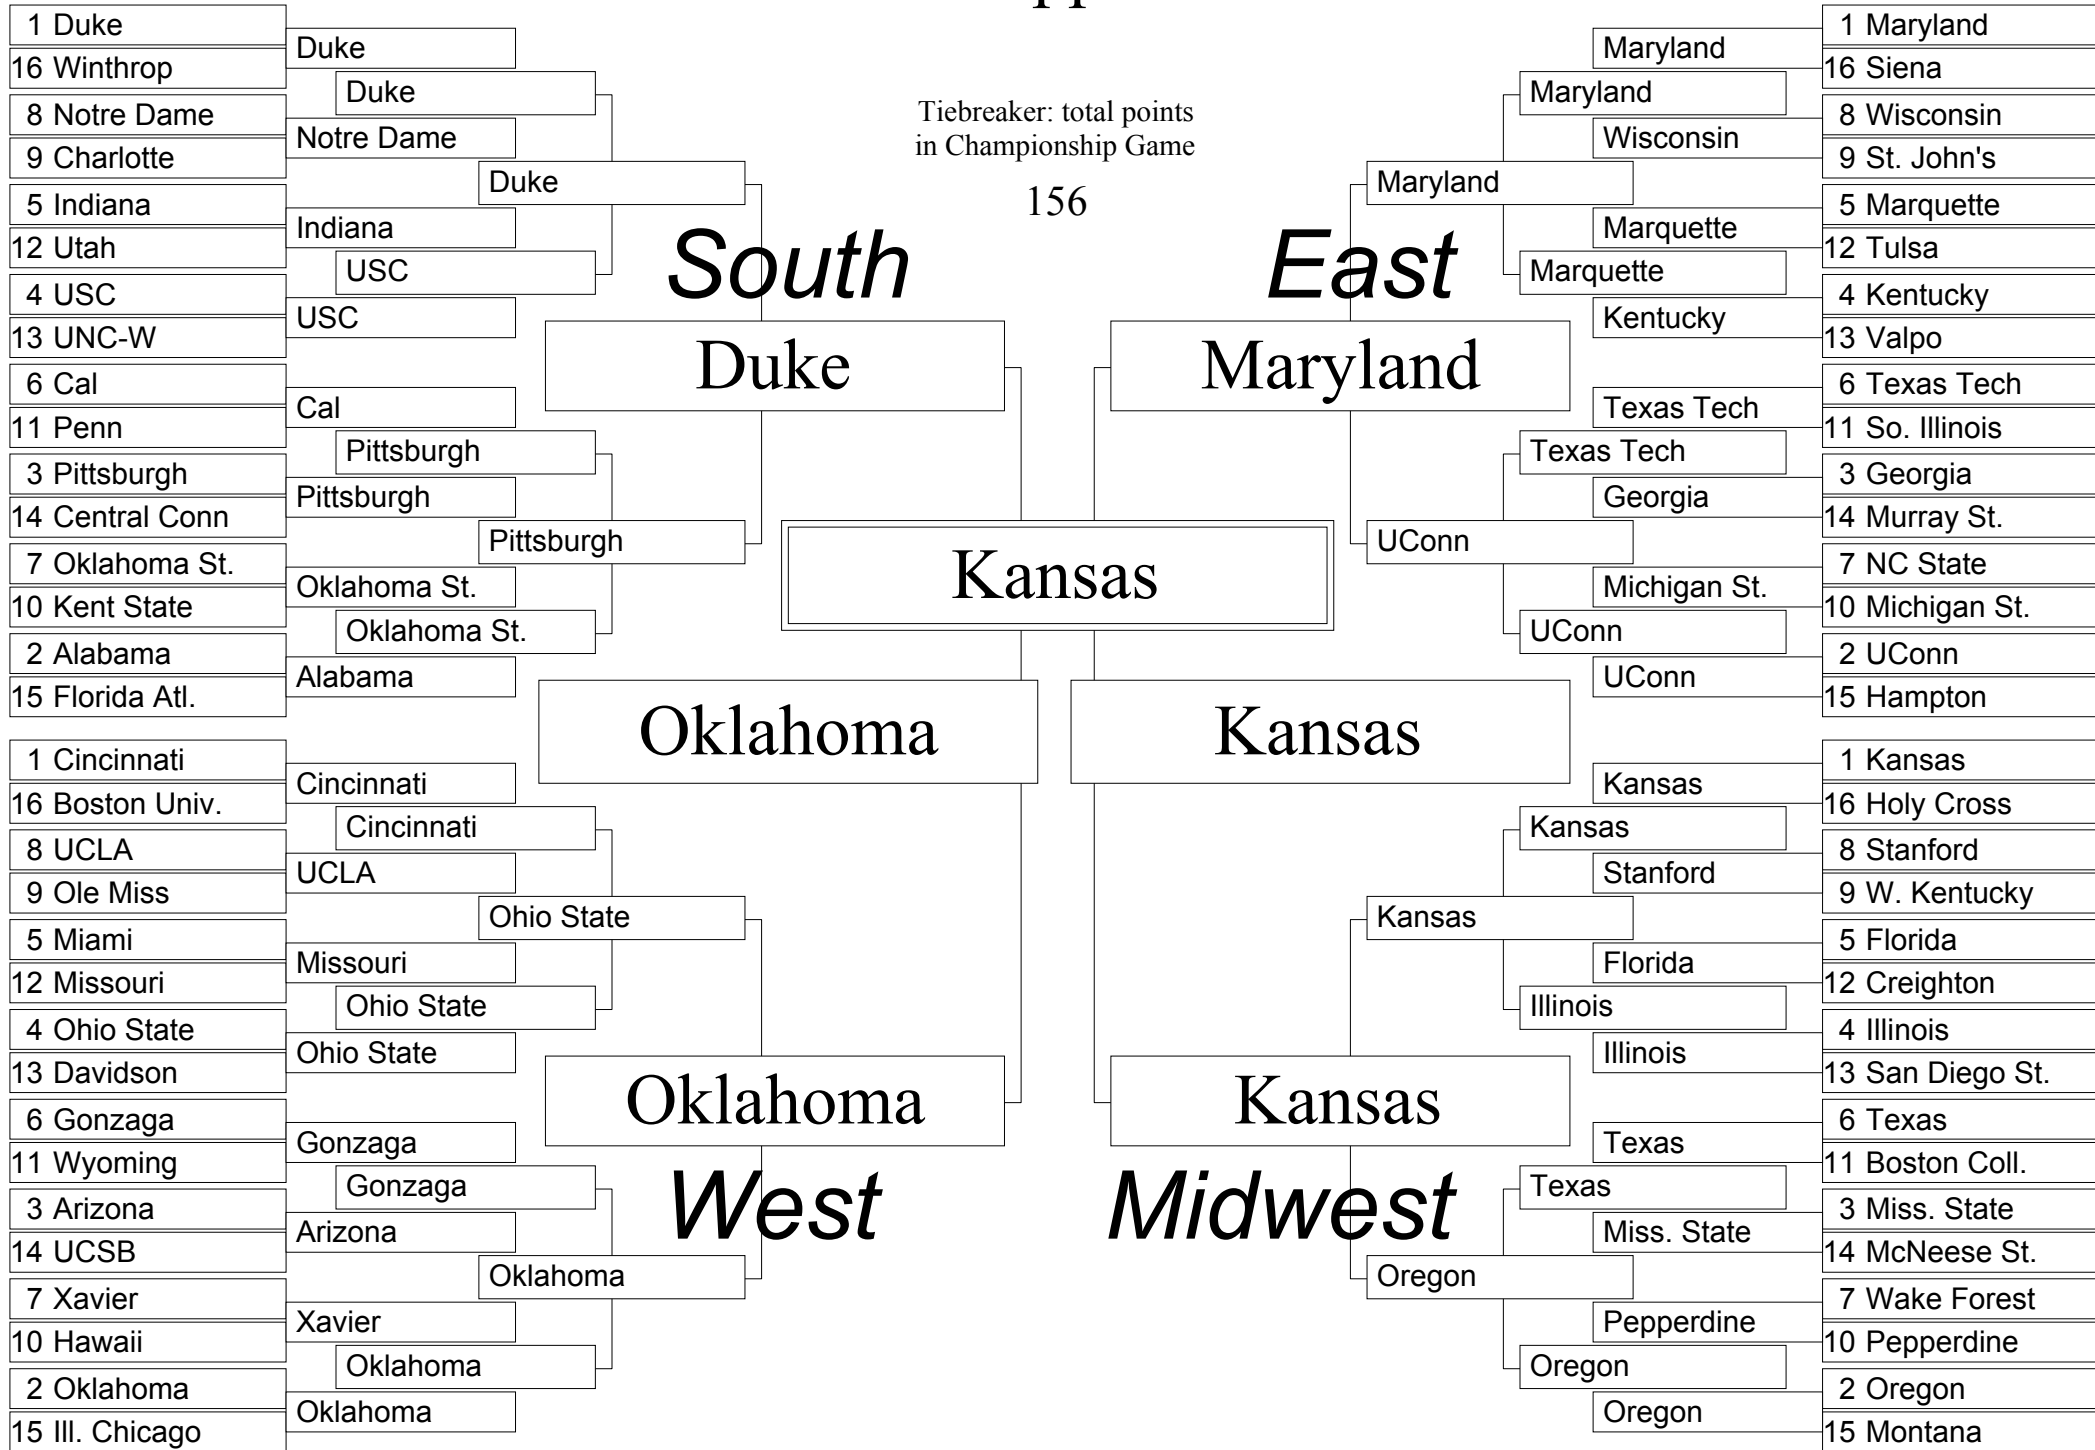 1 Duke
16 Winthrop
8 Notre Dame
9 Charlotte
5 Indiana
12 Utah
4 USC
13 UNC-W
6 Cal
11 Penn
3 Pittsburgh
14 Central Conn
7 Oklahoma St.
10 Kent State
2 Alabama
15 Florida Atl.
Duke
Notre Dame
Indiana
USC
Cal
Pittsburgh
Oklahoma St.
Alabama
Duke
USC
Pittsburgh
Oklahoma St.
Duke
Pittsburgh
South
Duke
1 Cincinnati
16 Boston Univ.
8 UCLA
9 Ole Miss
5 Miami
12 Missouri
4 Ohio State
13 Davidson
6 Gonzaga
11 Wyoming
3 Arizona
14 UCSB
7 Xavier
10 Hawaii
2 Oklahoma
15 Ill. Chicago
Cincinnati
UCLA
Missouri
Ohio State
Gonzaga
Arizona
Xavier
Oklahoma
Cincinnati
Ohio State
Gonzaga
Oklahoma
Ohio State
Oklahoma
Oklahoma
West
Oklahoma
Tiebreaker: total points
in Championship Game
156
Kansas
Kansas
East
Maryland
Maryland
UConn
Maryland
Marquette
Texas Tech
UConn
Maryland
Wisconsin
Marquette
Kentucky
Texas Tech
Georgia
Michigan St.
UConn
1 Maryland
16 Siena
8 Wisconsin
9 St. John's
5 Marquette
12 Tulsa
4 Kentucky
13 Valpo
6 Texas Tech
11 So. Illinois
3 Georgia
14 Murray St.
7 NC State
10 Michigan St.
2 UConn
15 Hampton
Kansas
Midwest
Kansas
Oregon
Kansas
Illinois
Texas
Oregon
Kansas
Stanford
Florida
Illinois
Texas
Miss. State
Pepperdine
Oregon
1 Kansas
16 Holy Cross
8 Stanford
9 W. Kentucky
5 Florida
12 Creighton
4 Illinois
13 San Diego St.
6 Texas
11 Boston Coll.
3 Miss. State
14 McNeese St.
7 Wake Forest
10 Pepperdine
2 Oregon
15 Montana